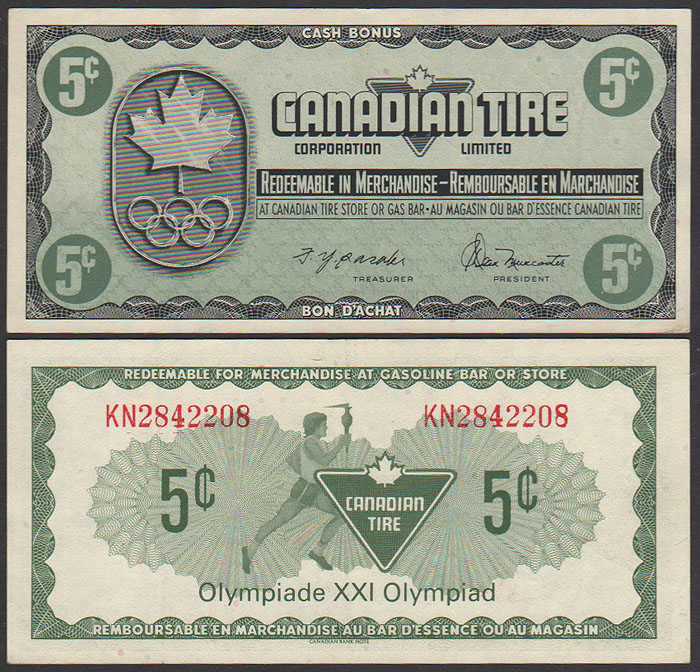 CASH BONUS
5¢ 5¢
CANADIAN TIRE
CORPORATION LIMITED
REDEEMABLE IN MERCHANDISE – REMBOURSABLE EN MARCHANDISE
AT CANADIAN TIRE STORE OR GAS BAR • AU MAGASIN OU BAR D'ESSENCE CANADIAN TIRE
5¢ 5¢
TREASURER PRESIDENT
BON D'ACHAT
REDEEMABLE FOR MERCHANDISE AT GASOLINE BAR OR STORE
KN2842208 KN2842208
5¢ 5¢
CANADIAN
TIRE
Olympiade XXI Olympiad
REMBOURSABLE EN MARCHANDISE AU BAR D'ESSENCE OU AU MAGASIN
CANADIAN BANK NOTE